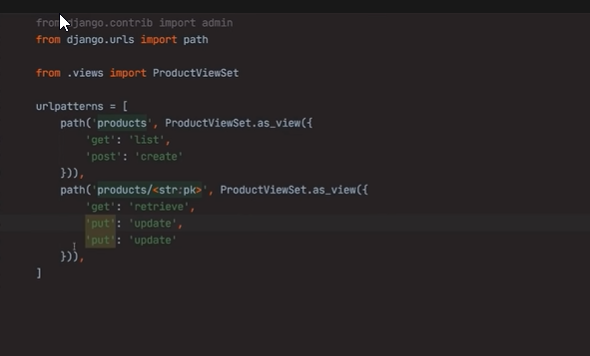 from django.contrib import admin
from django.urls import path
from .views import ProductViewSet
urlpatterns = [
path('products', ProductViewSet.as_view({
'get': 'list',
'post': 'create'
})),
path('products/<str:pk>', ProductViewSet.as_view({
'get': 'retrieve',
'put': 'update',
'put': 'update'
})),
]